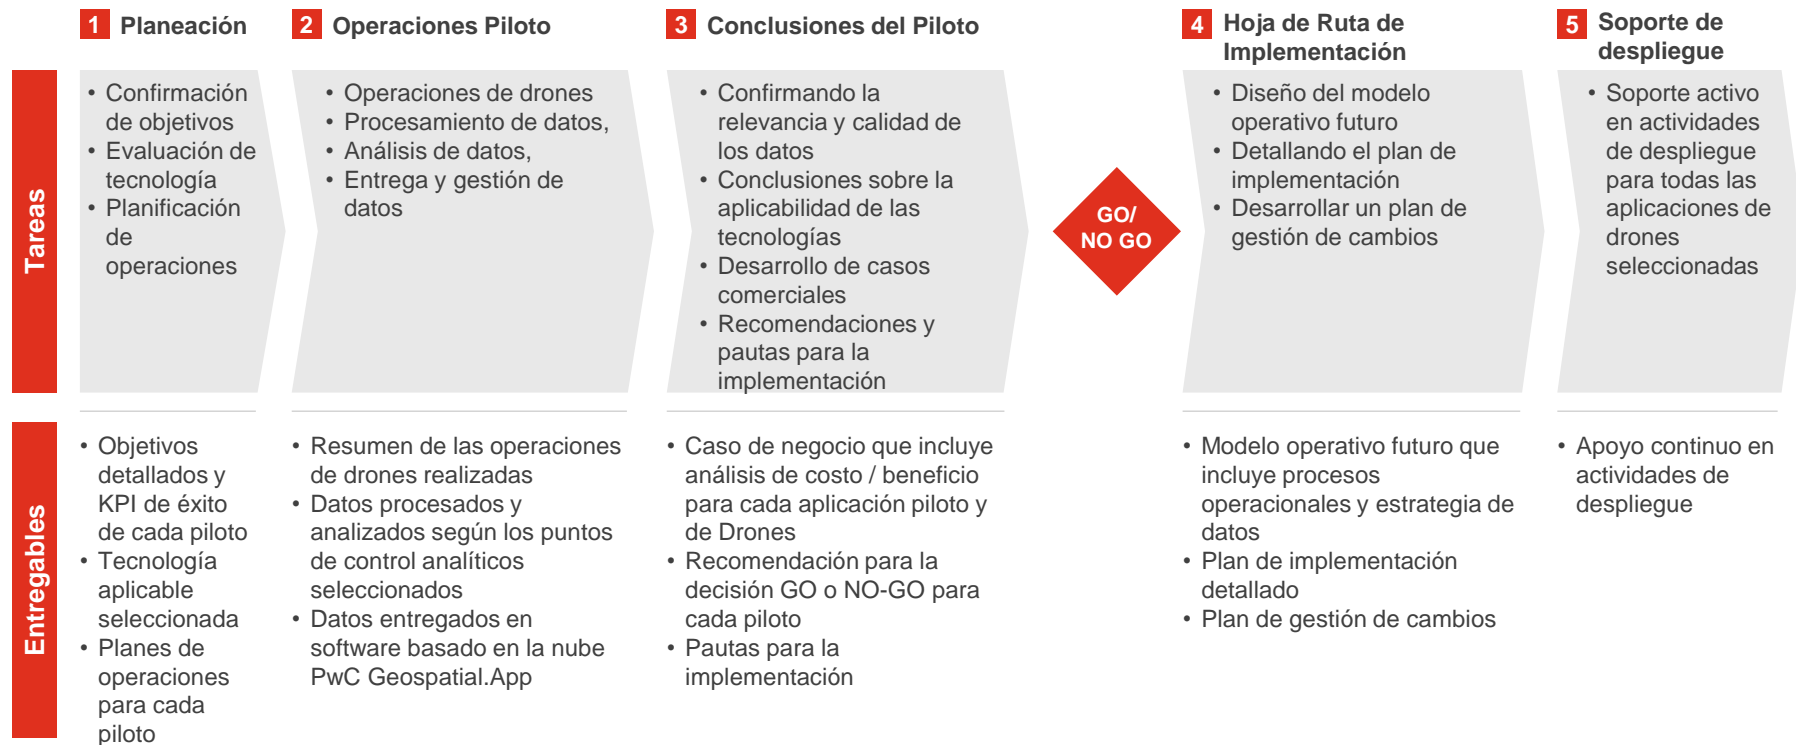 1 Planeación
2 Operaciones Piloto
3 Conclusiones del Piloto
4 Hoja de Ruta de
Implementación
5 Soporte de
despliegue
Tareas
• Confirmación
de objetivos
• Evaluación de
tecnología
• Planificación
de
operaciones
• Operaciones de drones
• Procesamiento de datos,
• Análisis de datos,
• Entrega y gestión de
datos
• Confirmando la
relevancia y calidad de
los datos
• Conclusiones sobre la
aplicabilidad de las
tecnologías
• Desarrollo de casos
comerciales
• Recomendaciones y
pautas para la
implementación
GO/
NO GO
• Diseño del modelo
operativo futuro
• Detallando el plan de
implementación
• Desarrollar un plan de
gestión de cambios
• Soporte activo
en actividades
de despliegue
para todas las
aplicaciones de
drones
seleccionadas
Entregables
• Objetivos
detallados y
KPI de éxito
de cada piloto
• Tecnología
aplicable
seleccionada
• Planes de
operaciones
para cada
piloto
• Resumen de las operaciones
de drones realizadas
• Datos procesados y
analizados según los puntos
de control analíticos
seleccionados
• Datos entregados en
software basado en la nube
PwC Geospatial.App
• Caso de negocio que incluye
análisis de costo / beneficio
para cada aplicación piloto y
de Drones
• Recomendación para la
decisión GO o NO-GO para
cada piloto
• Pautas para la
implementación
• Modelo operativo futuro que
incluye procesos
operacionales y estrategia de
datos
• Plan de implementación
detallado
• Plan de gestión de cambios
• Apoyo continuo en
actividades de
despliegue